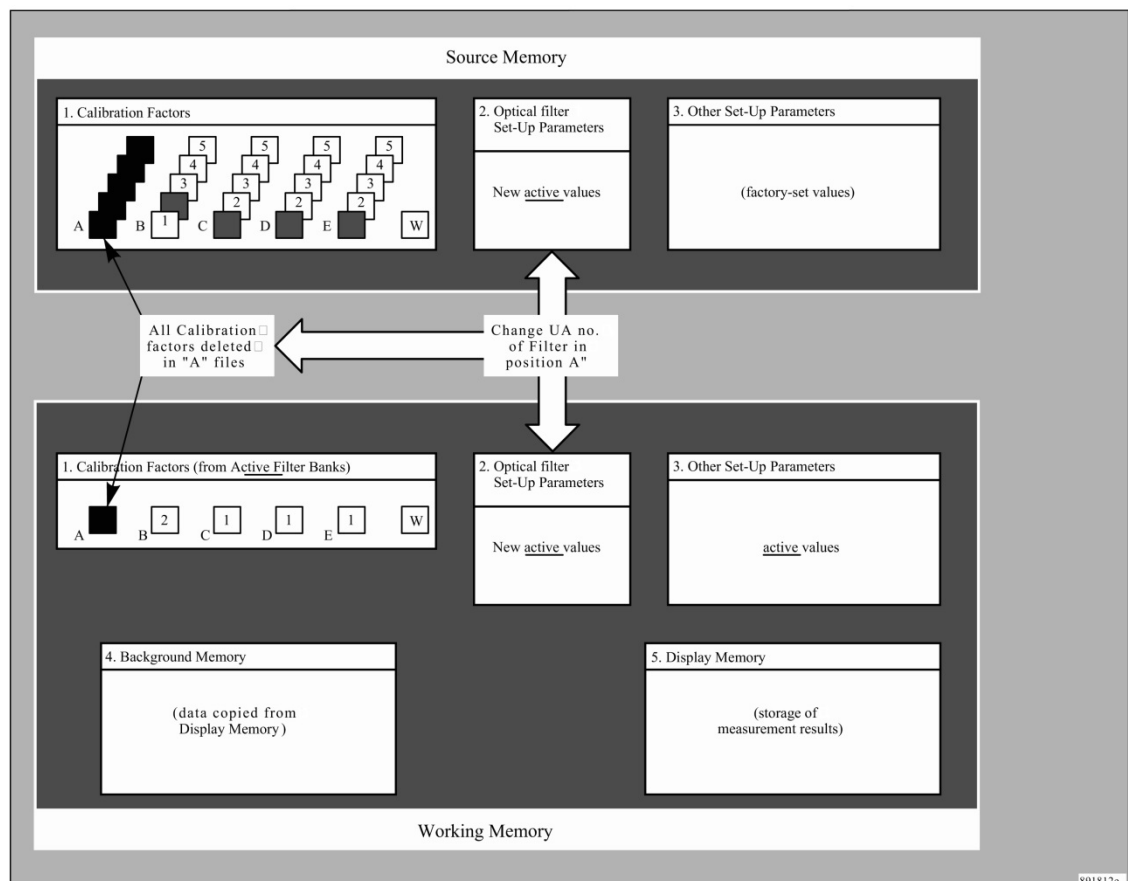 Source Memory
1. Calibration Factors
5 5 5 5
4 4 4 4
3 3 3 3
2 2 2
A B 1 C D E W
2. Optical filter
Set-Up Parameters
New active values
3. Other Set-Up Parameters
(factory-set values)
All Calibration
factors deleted
in "A" files
Change UA no.
of Filter in
position A"
1. Calibration Factors (from Active Filter Banks)
A B 2 C 1 D 1 E 1 W
2. Optical filter
Set-Up Parameters
New active values
3. Other Set-Up Parameters
active values
4. Background Memory
(data copied from
Display Memory)
5. Display Memory
(storage of
measurement results)
Working Memory